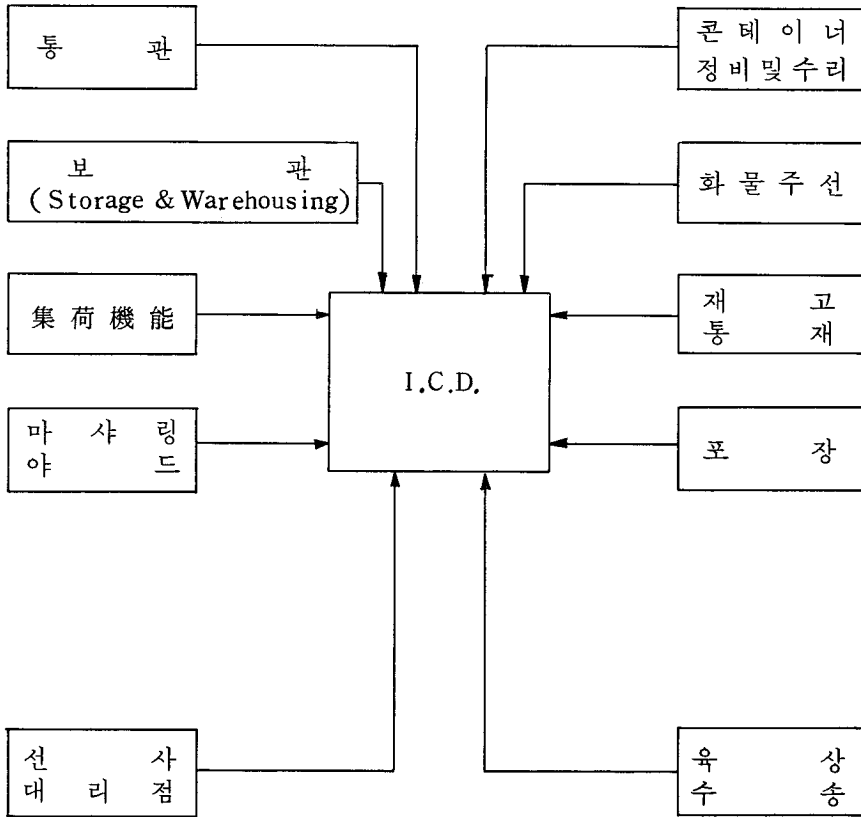 통 관
보 관
( Storage & Warehousing)
集荷機能
마 샤 링
야 드
선 사
대 리 점
I.C.D.
콘테이너
정비및수리
화물주선
재 고
통 재
포 장
육 상
수 송